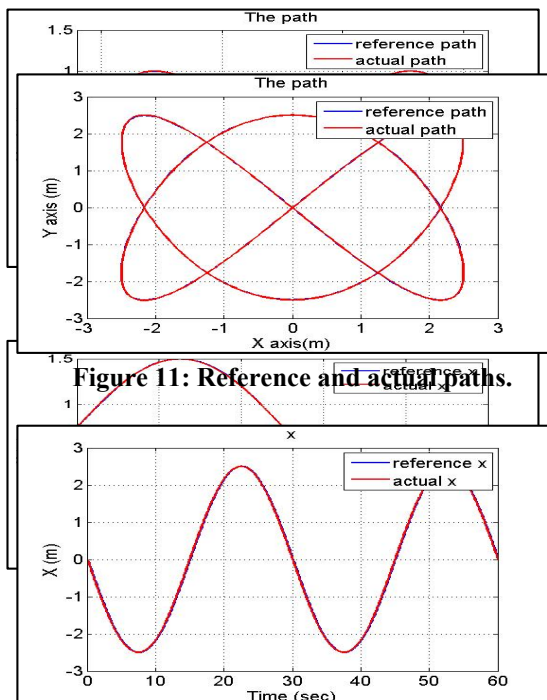 The path
1.5
reference path
actual path
1
The path
3
reference path
actual path
2
1
Y axis (m)
0
-1
-2
-3
-3 -2 -1 0 1 2 3
X axis(m)
1.5
Figure 11: Reference and actual paths.
1
x
3
reference x
actual x
2
1
X (m)
0
-1
-2
-3
0 10 20 30 40 50 60
Time (sec)